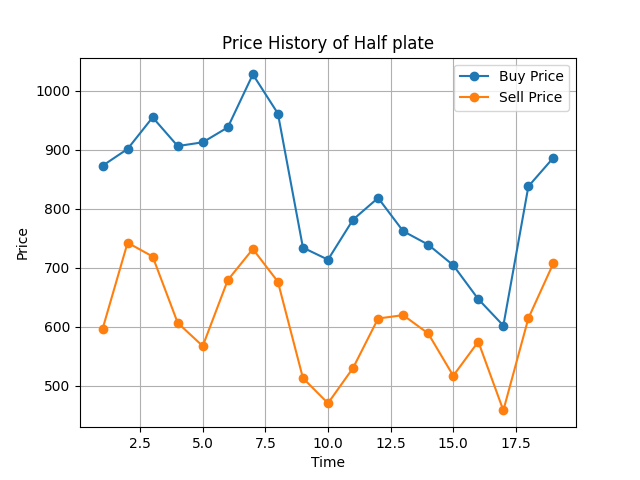 Price History of Half plate
Buy Price
Sell Price
Price
1000
900
800
700
600
500
2.5 5.0 7.5 10.0 12.5 15.0 17.5
Time